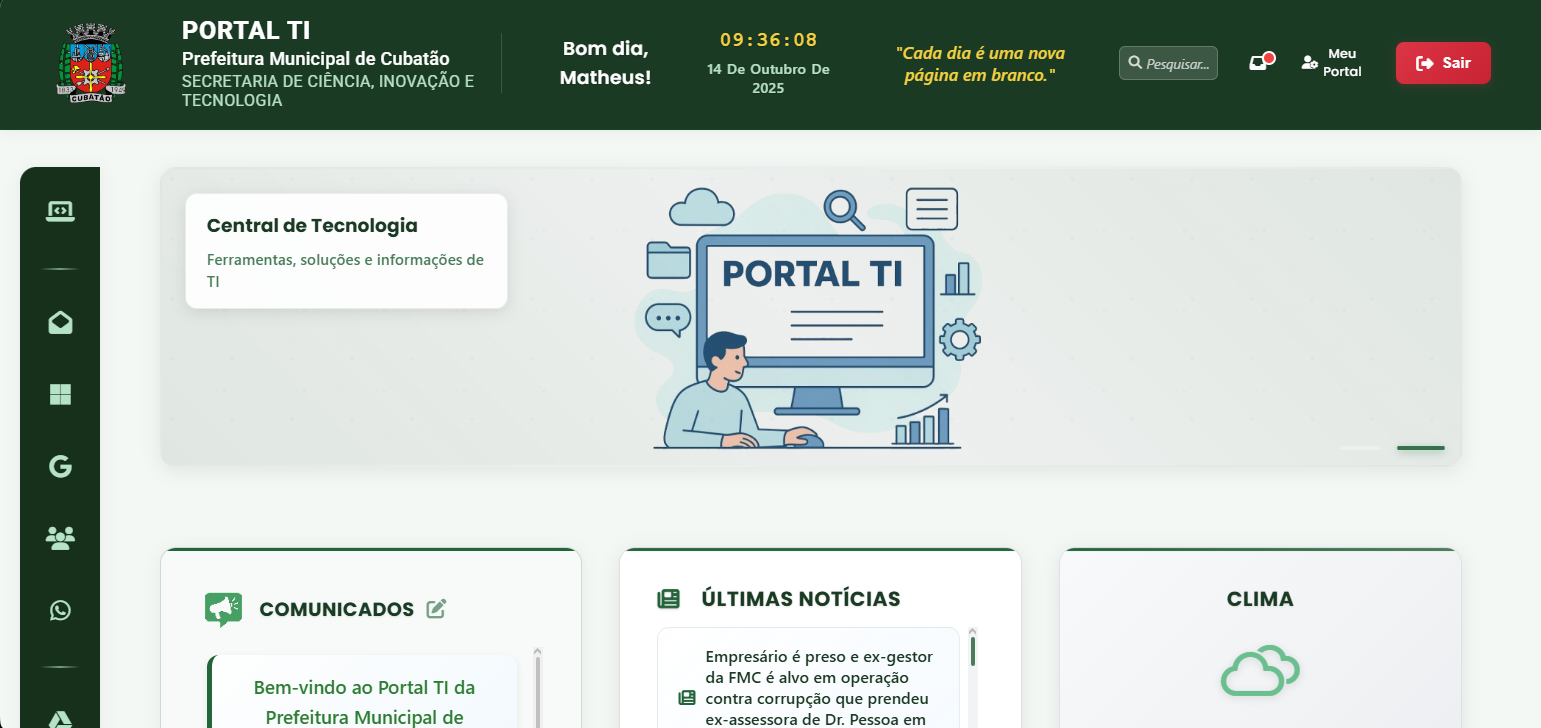 PORTAL TI
Prefeitura Municipal de Cubatão
SECRETARIA DE CIÊNCIA, INOVAÇÃO E
TECNOLOGIA
CUBATÃO
Bom dia,
Matheus!
09:36:08
14 De Outubro De
2025
"Cada dia é uma nova
página em branco."
Pesquisar...
Meu
Portal
Sair
Central de Tecnologia
Ferramentas, soluções e informações de
TI
PORTAL TI
COMUNICADOS
Bem-vindo ao Portal TI da
Prefeitura Municipal de
ÚLTIMAS NOTÍCIAS
Empresário é preso e ex-gestor
da FMC é alvo em operação
contra corrupção que prendeu
ex-assessora de Dr. Pessoa em
CLIMA